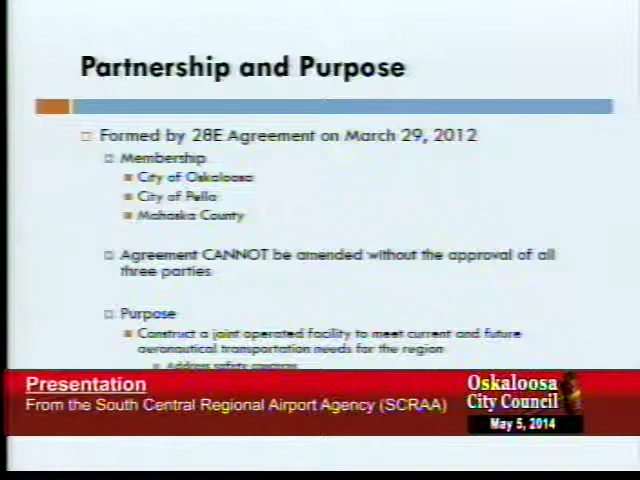 Partnership and Purpose
Formed by 28E Agreement on March 29, 2012
Membership
City of Oskaloosa
City of Pella
Mahaska County
Agreement CANNOT be amended without the approval of all
three parties
Purpose
Construct a joint operated facility to meet current and future
aeronautical transportation needs for the region
Address safety concerns
Presentation
From the South Central Regional Airport Agency (SCRAA)
Oskaloosa
City Council
May 5, 2014